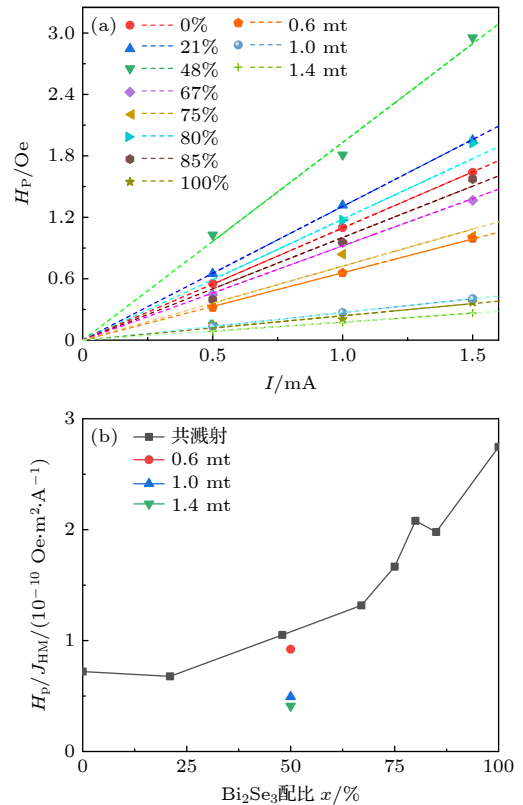 (a)
0%
21%
48%
67%
75%
80%
85%
100%
0.6 mt
1.0 mt
1.4 mt
3.0
2.4
1.8
1.2
0.6
0
H_P/Oe
0
0.5
1.0
1.5
I/mA
(b)
共溅射
0.6 mt
1.0 mt
1.4 mt
3
2
1
0
H_p/J_HM/(10⁻¹⁰ Oe·m²·A⁻¹)
0
25
50
75
100
Bi₂Se₃配比 x/%